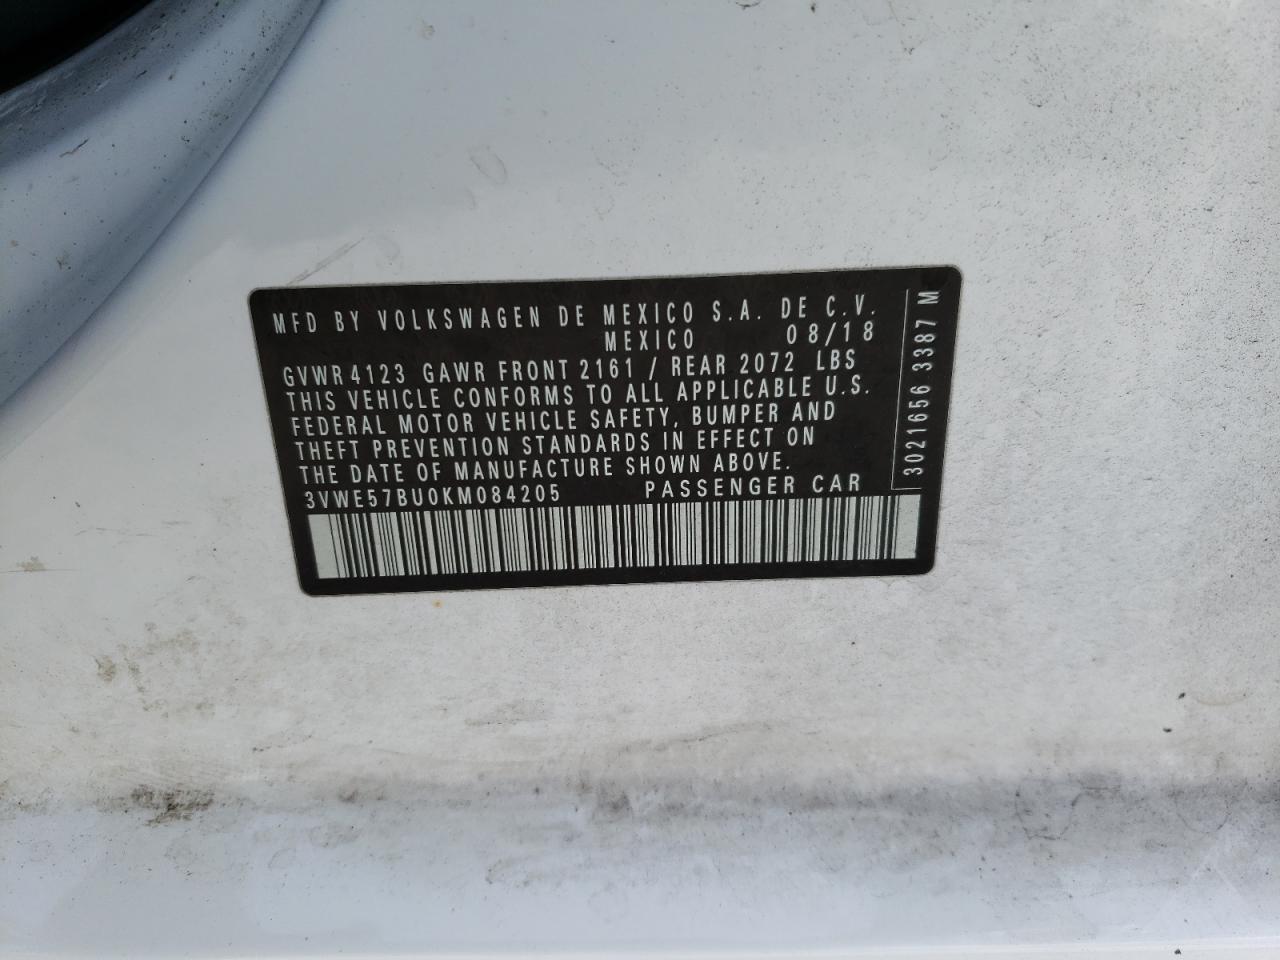 MFD BY VOLKSWAGEN DE MEXICO S.A. DE C.V.
MEXICO 08/18
GVWR 4123 GAWR FRONT 2161 / REAR 2072 LBS
THIS VEHICLE CONFORMS TO ALL APPLICABLE U.S.
FEDERAL MOTOR VEHICLE SAFETY, BUMPER AND
THEFT PREVENTION STANDARDS IN EFFECT ON
THE DATE OF MANUFACTURE SHOWN ABOVE.
3VWE57BU0KM084205 PASSENGER CAR
3021656 3387 M